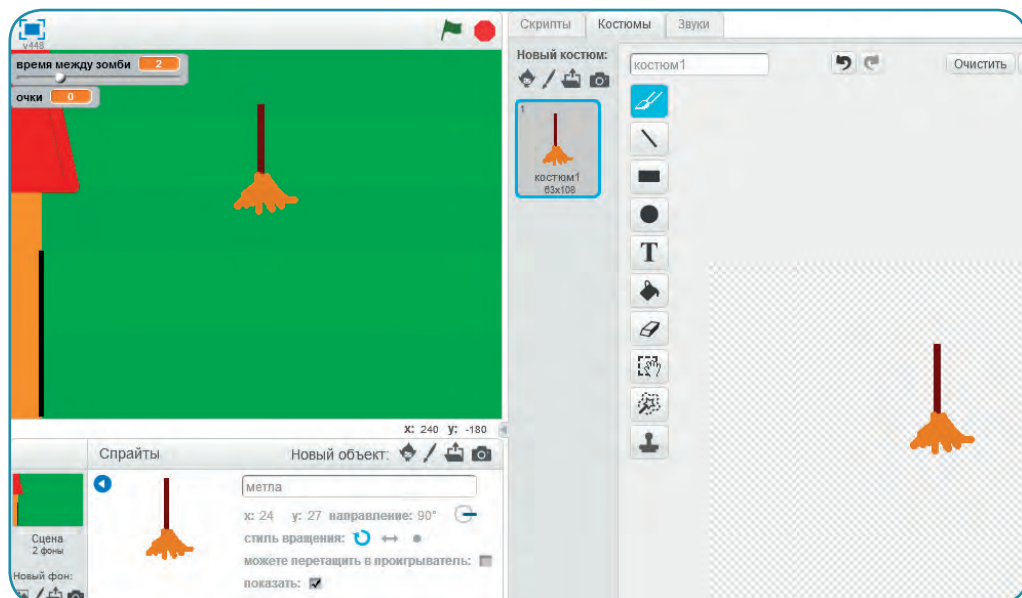 v448
время между зомби 2
очки 0
x: 240 y: -180
Спрайты
Новый объект:
Сцена
2 фоны
Новый фон:
метла
x: 24 y: 27 направление: 90°
стиль вращения:
можете перетащить в проигрыватель:
показать:
Скрипты Костюмы Звуки
Новый костюм:
1
костюм1
63x108
костюм1
Очистить
T